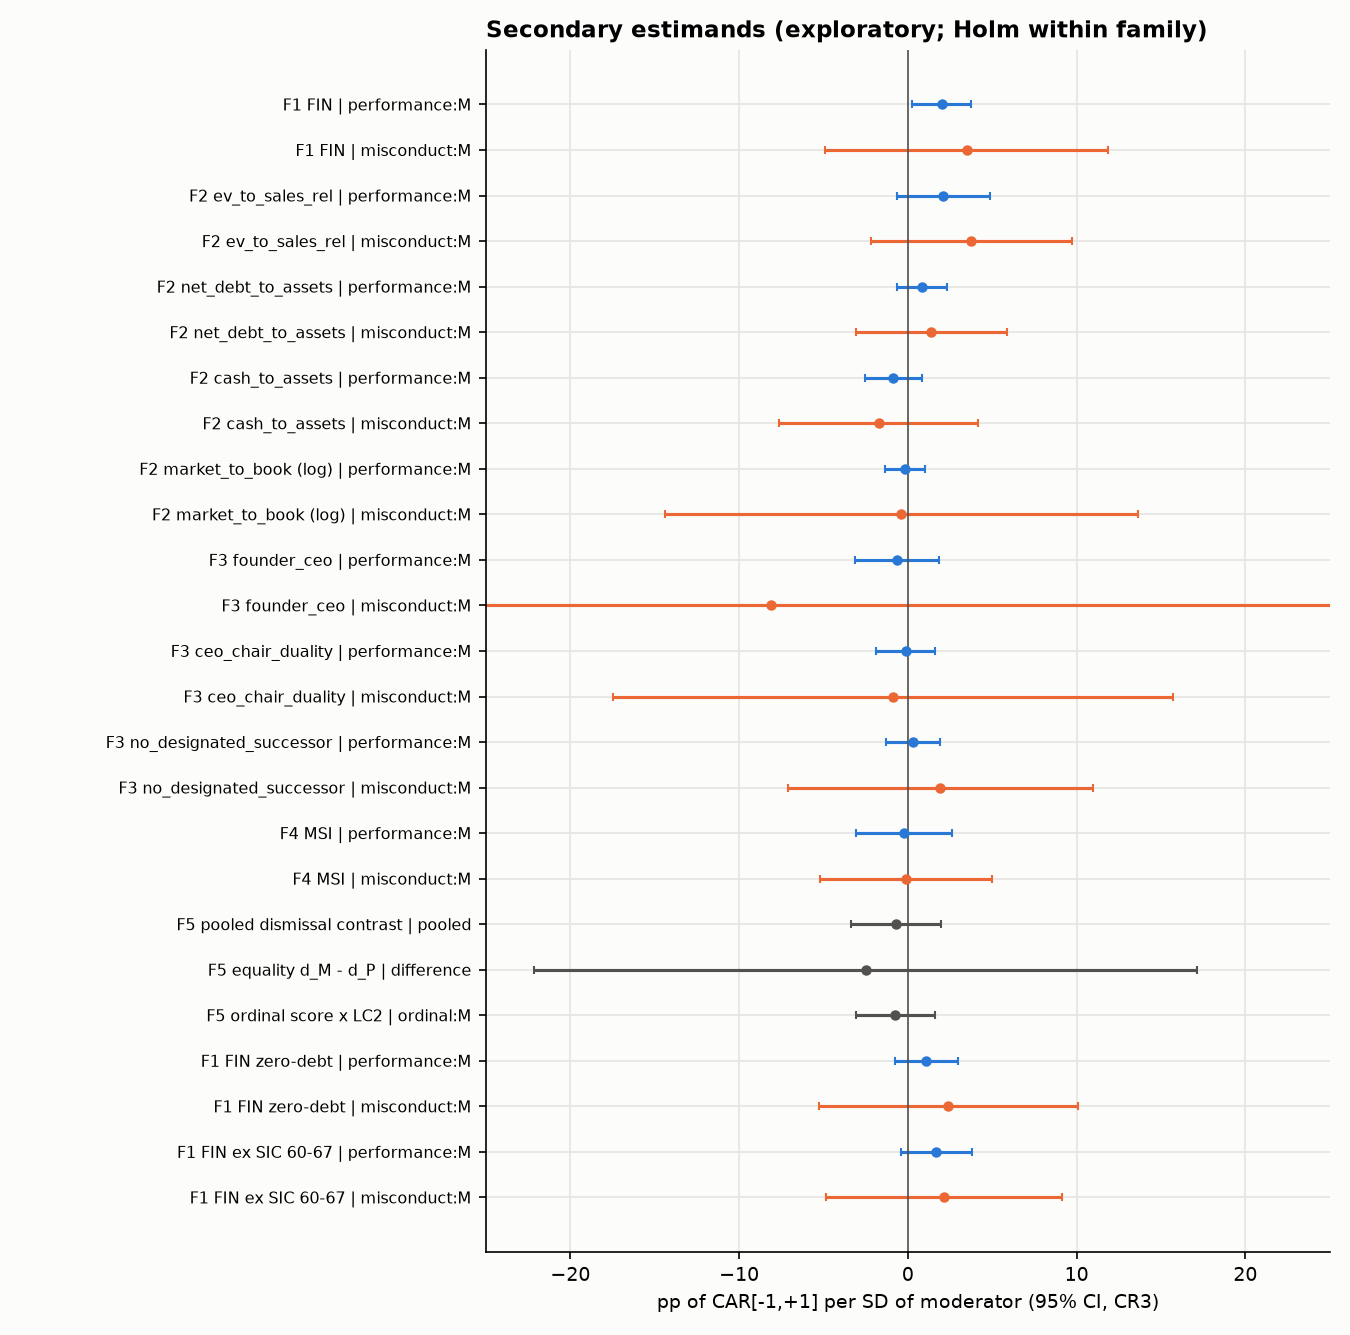 Secondary estimands (exploratory; Holm within family)
F1 FIN | performance:M
F1 FIN | misconduct:M
F2 ev_to_sales_rel | performance:M
F2 ev_to_sales_rel | misconduct:M
F2 net_debt_to_assets | performance:M
F2 net_debt_to_assets | misconduct:M
F2 cash_to_assets | performance:M
F2 cash_to_assets | misconduct:M
F2 market_to_book (log) | performance:M
F2 market_to_book (log) | misconduct:M
F3 founder_ceo | performance:M
F3 founder_ceo | misconduct:M
F3 ceo_chair_duality | performance:M
F3 ceo_chair_duality | misconduct:M
F3 no_designated_successor | performance:M
F3 no_designated_successor | misconduct:M
F4 MSI | performance:M
F4 MSI | misconduct:M
F5 pooled dismissal contrast | pooled
F5 equality d_M - d_P | difference
F5 ordinal score x LC2 | ordinal:M
F1 FIN zero-debt | performance:M
F1 FIN zero-debt | misconduct:M
F1 FIN ex SIC 60-67 | performance:M
F1 FIN ex SIC 60-67 | misconduct:M
−20 −10 0 10 20
pp of CAR[-1,+1] per SD of moderator (95% CI, CR3)